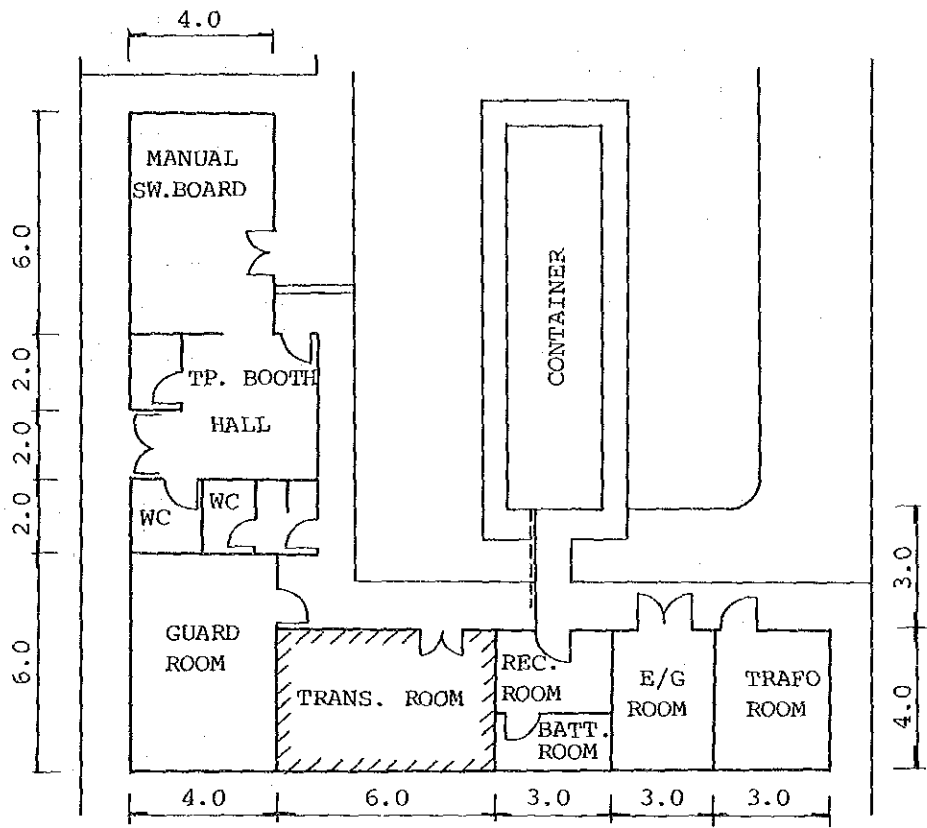 4.0
MANUAL
SW.BOARD
6.0
CONTAINER
2.0
TP. BOOTH
2.0
HALL
2.0
WC
WC
3.0
GUARD
ROOM
6.0
TRANS. ROOM
REC.
ROOM
BATT.
ROOM
E/G
ROOM
TRAFO
ROOM
4.0
4.0
6.0
3.0
3.0
3.0